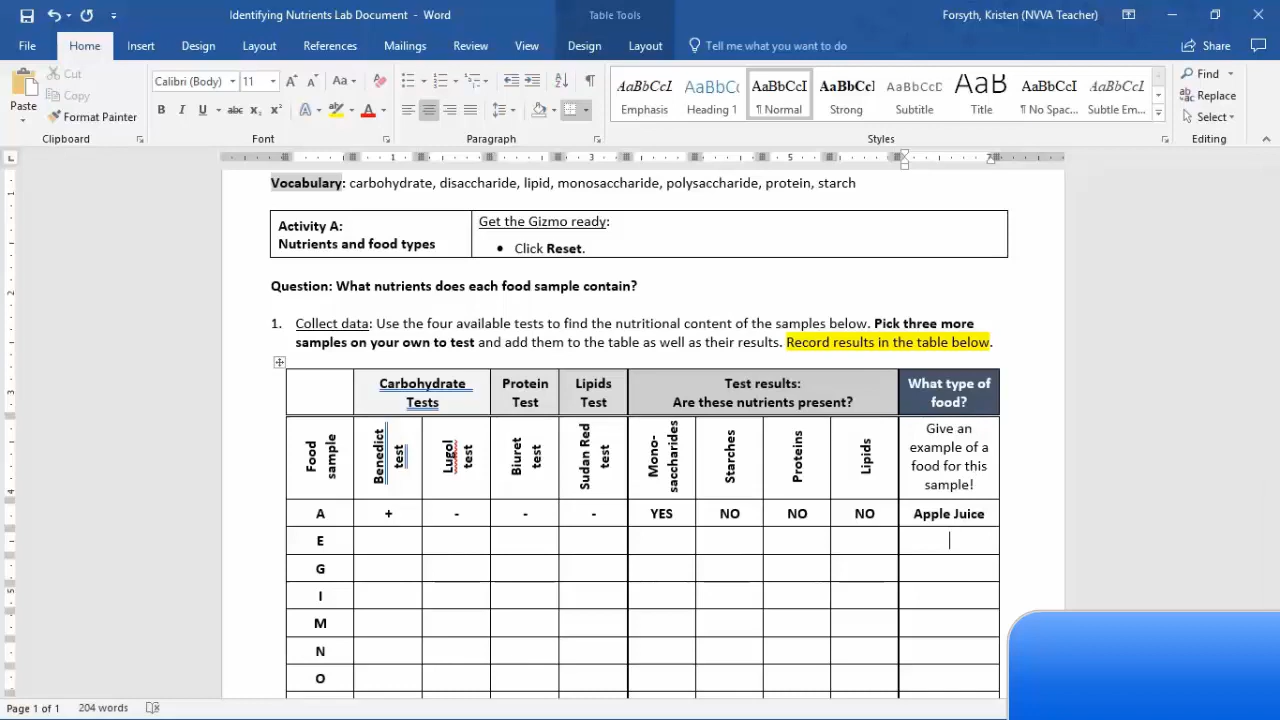 Identifying Nutrients Lab Document - Word
Table Tools
Forsyth, Kristen (NVVA Teacher)
File
Home
Insert
Design
Layout
References
Mailings
Review
View
Design
Layout
Tell me what you want to do
Share
Paste
Cut
Copy
Format Painter
Clipboard
Calibri (Body)
11
Font
Paragraph
AaBbCcI
Emphasis
AaBbCc
Heading 1
AaBbCcI
¶ Normal
AaBbCcI
Strong
AaBbCcI
Subtitle
AaB
Title
AaBbCcI
¶ No Spac...
AaBbCcI
Subtle Em...
Styles
Find
Replace
Select
Editing
1
3
5
7
Vocabulary: carbohydrate, disaccharide, lipid, monosaccharide, polysaccharide, protein, starch
Activity A:
Nutrients and food types
Get the Gizmo ready:
• Click Reset.
Question: What nutrients does each food sample contain?
1. Collect data: Use the four available tests to find the nutritional content of the samples below. Pick three more
samples on your own to test and add them to the table as well as their results. Record results in the table below.
Carbohydrate
Tests
Protein
Test
Lipids
Test
Test results:
Are these nutrients present?
What type of
food?
Food
sample
Benedict
test
Lugol
test
Biuret
test
Sudan Red
test
Mono-
saccharides
Starches
Proteins
Lipids
Give an
example of a
food for this
sample!
A + - - - YES NO NO NO Apple Juice
E
G
I
M
N
O
Page 1 of 1
204 words